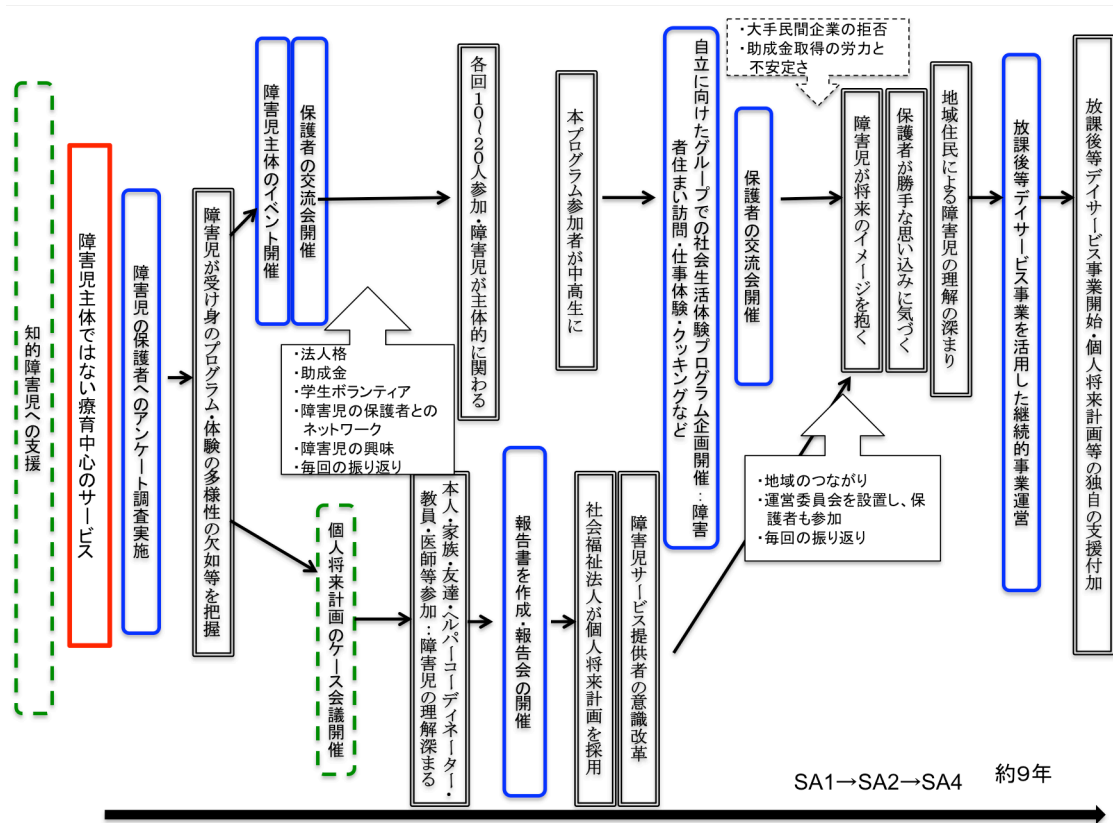 知的障害児への支援
障害児主体ではない療育中心のサービス
障害児の保護者へのアンケート調査実施
障害児が受け身のプログラム・体験の多様性の欠如等を把握
障害児主体のイベント開催
保護者の交流会開催
・法人格
・助成金
・学生ボランティア
・障害児の保護者との
ネットワーク
・障害児の興味
・毎回の振り返り
各回10~20人参加・障害児が主体的に関わる
本プログラム参加者が中高生に
自立に向けたグループでの社会生活体験プログラム企画開催:障害
者住まい訪問・仕事体験・クッキングなど
保護者の交流会開催
・大手民間企業の拒否
・助成金取得の労力と
不安定さ
障害児が将来のイメージを抱く
保護者が勝手な思い込みに気づく
地域住民による障害児の理解の深まり
・地域のつながり
・運営委員会を設置し、保
護者も参加
・毎回の振り返り
放課後等デイサービス事業を活用した継続的事業運営
放課後等デイサービス事業開始・個人将来計画等の独自の支援付加
個人将来計画のケース会議開催
本人・家族・友達・ヘルパーコーディネーター・
教員・医師等参加:障害児の理解深まる
報告書を作成・報告会の開催
社会福祉法人が個人将来計画を採用
障害児サービス提供者の意識改革
SA1→SA2→SA4
約9年